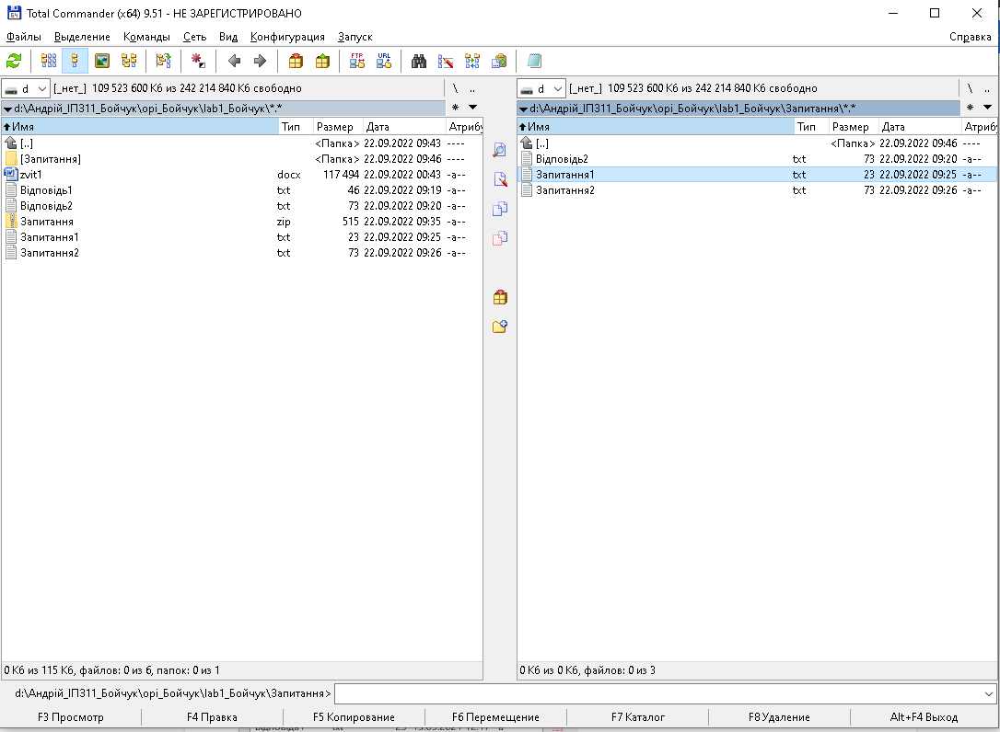 Total Commander (x64) 9.51 - НЕ ЗАРЕГИСТРИРОВАНО
Файлы Выделение Команды Сеть Вид Конфигурация Запуск Справка
FTP URL
d [_нет_] 109 523 600 Кб из 242 214 840 Кб свободно \ ..
d:\Андрій_ІП311_Бойчук\opi_Бойчук\lab1_Бойчук\*.* * ▼
Имя Тип Размер Дата Атрибу
[..] <Папка> 22.09.2022 09:43 ----
[Запитання] <Папка> 22.09.2022 09:46 ----
zvit1 docx 117 494 22.09.2022 00:43 -a--
Відповідь1 txt 46 22.09.2022 09:19 -a--
Відповідь2 txt 73 22.09.2022 09:20 -a--
Запитання zip 515 22.09.2022 09:35 -a--
Запитання1 txt 23 22.09.2022 09:25 -a--
Запитання2 txt 73 22.09.2022 09:26 -a--
0 Кб из 115 Кб, файлов: 0 из 6, папок: 0 из 1
d [_нет_] 109 523 600 Кб из 242 214 840 Кб свободно \ ..
d:\Андрій_ІП311_Бойчук\opi_Бойчук\lab1_Бойчук\Запитання\*.* * ▼
Имя Тип Размер Дата Атрибу
[..] <Папка> 22.09.2022 09:46 ----
Відповідь2 txt 73 22.09.2022 09:20 -a--
Запитання1 txt 23 22.09.2022 09:25 -a--
Запитання2 txt 73 22.09.2022 09:26 -a--
0 Кб из 0 Кб, файлов: 0 из 3
d:\Андрій_ІП311_Бойчук\opi_Бойчук\lab1_Бойчук\Запитання>
F3 Просмотр F4 Правка F5 Копирование F6 Перемещение F7 Каталог F8 Удаление Alt+F4 Выход